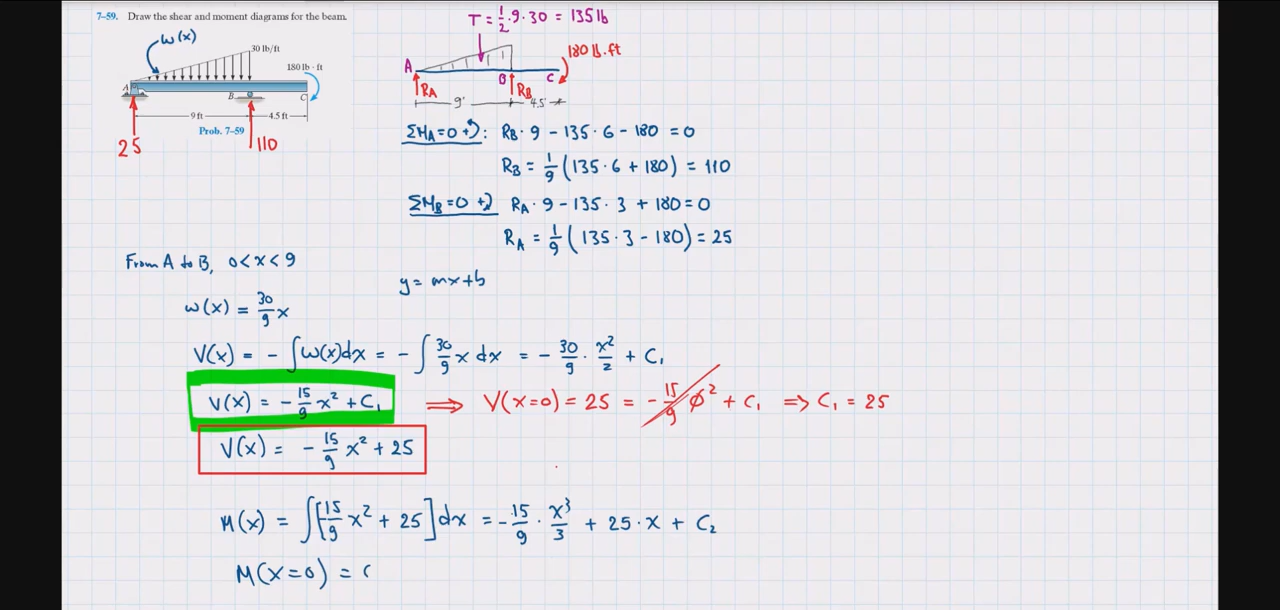 7–59. Draw the shear and moment diagrams for the beam.
w(x)
30 lb/ft
180 lb · ft
A
B
C
9 ft
4.5 ft
Prob. 7–59
25
110
T = 1/2 · 9 · 30 = 135 lb
180 lb.ft
A
B
C
RA
RB
9'
4.5'
ΣMA=0 +↺: RB · 9 − 135 · 6 − 180 = 0
RB = 1/9 (135 · 6 + 180) = 110
ΣMB=0 +↻ RA · 9 − 135 · 3 + 180 = 0
RA = 1/9 (135 · 3 − 180) = 25
From A to B, 0 < x < 9
y = mx + b
w(x) = 30/9 x
V(x) = − ∫ w(x)dx = − ∫ 30/9 x dx = − 30/9 · x²/2 + C₁
V(x) = − 15/9 x² + C₁ ⟹ V(x=0) = 25 = − 15/9 0² + C₁ ⟹ C₁ = 25
V(x) = − 15/9 x² + 25
M(x) = ∫[−15/9 x² + 25] dx = − 15/9 · x³/3 + 25 · x + C₂
M(x=0) = (